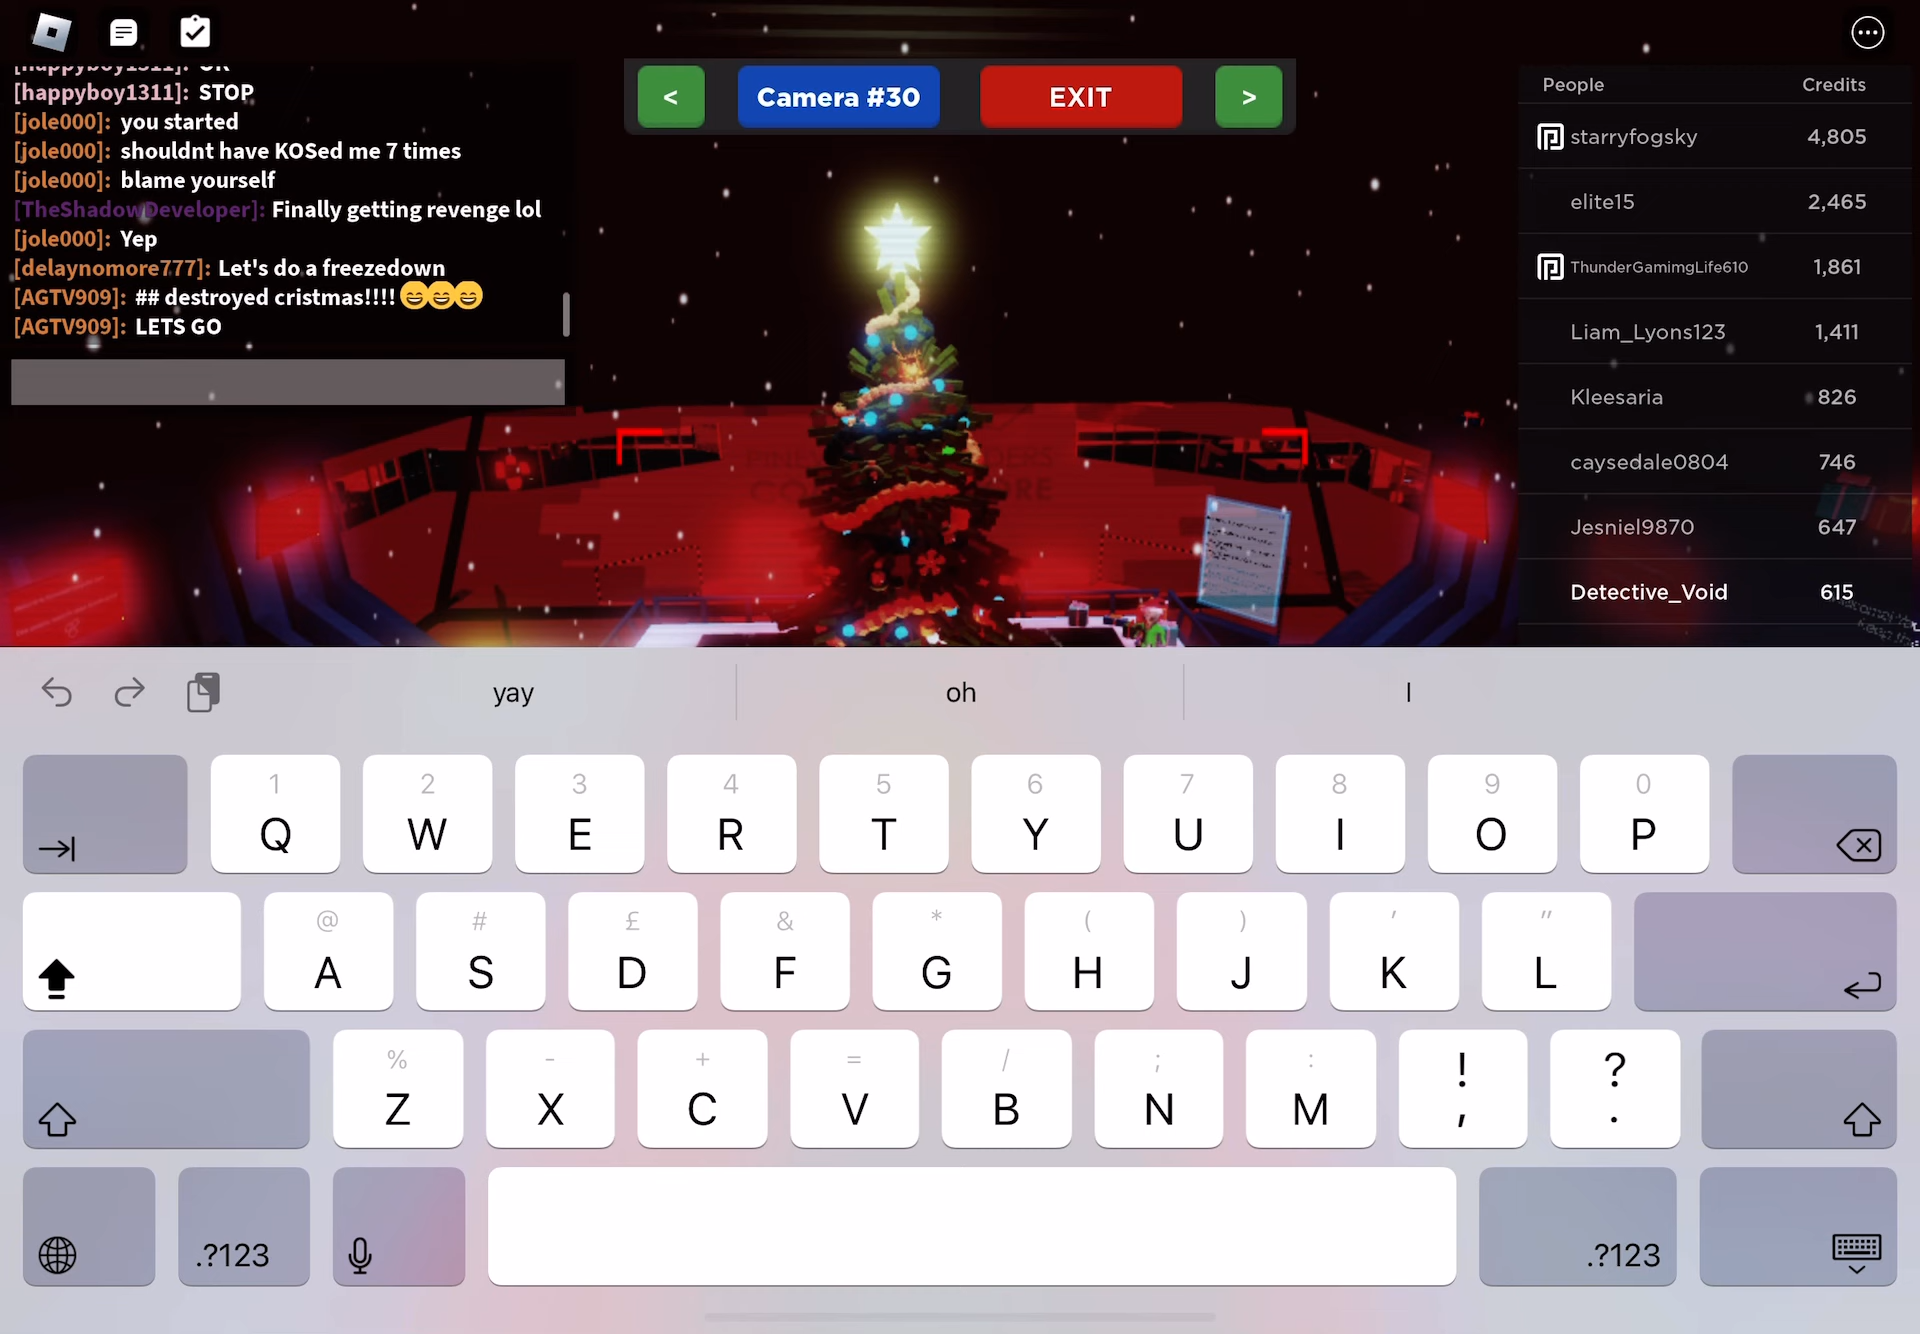 [happyboy1311]: OK
[happyboy1311]: STOP
[jole000]: you started
[jole000]: shouldnt have KOSed me 7 times
[jole000]: blame yourself
[TheShadowDeveloper]: Finally getting revenge lol
[jole000]: Yep
[delaynomore777]: Let's do a freezedown
[AGTV909]: ## destroyed cristmas!!!! 😄😄😄
[AGTV909]: LETS GO
< Camera #30 EXIT >
People Credits
starryfogsky 4,805
elite15 2,465
ThunderGamimgLife610 1,861
Liam_Lyons123 1,411
Kleesaria 826
caysedale0804 746
Jesniel9870 647
Detective_Void 615
yay oh I
1 2 3 4 5 6 7 8 9 0
Q W E R T Y U I O P
@ # £ & * ( ) ' "
A S D F G H J K L
% - + = / ; : ! ?
Z X C V B N M , .
.?123 .?123